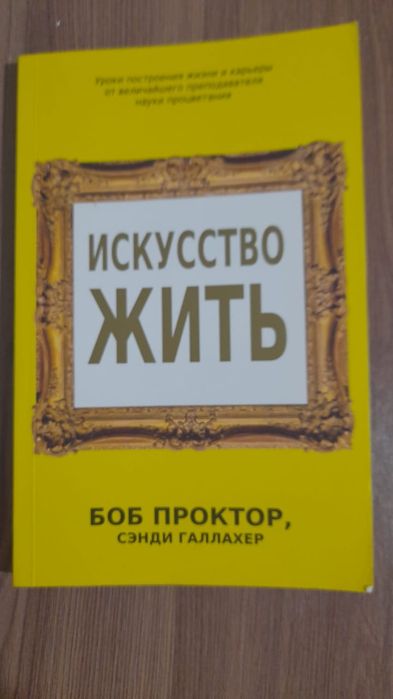 Уроки построения жизни и карьеры
от величайшего преподавателя
науки процветания
ИСКУССТВО
ЖИТЬ
БОБ ПРОКТОР,
СЭНДИ ГАЛЛАХЕР